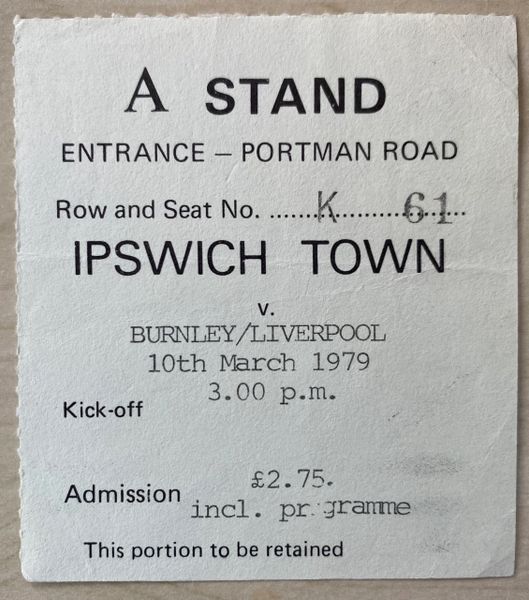 A STAND
ENTRANCE – PORTMAN ROAD
Row and Seat No. ......K..............61...
IPSWICH TOWN
v.
BURNLEY/LIVERPOOL
10th March 1979
3.00 p.m.
Kick-off
£2.75.
Admission
incl. programme
This portion to be retained